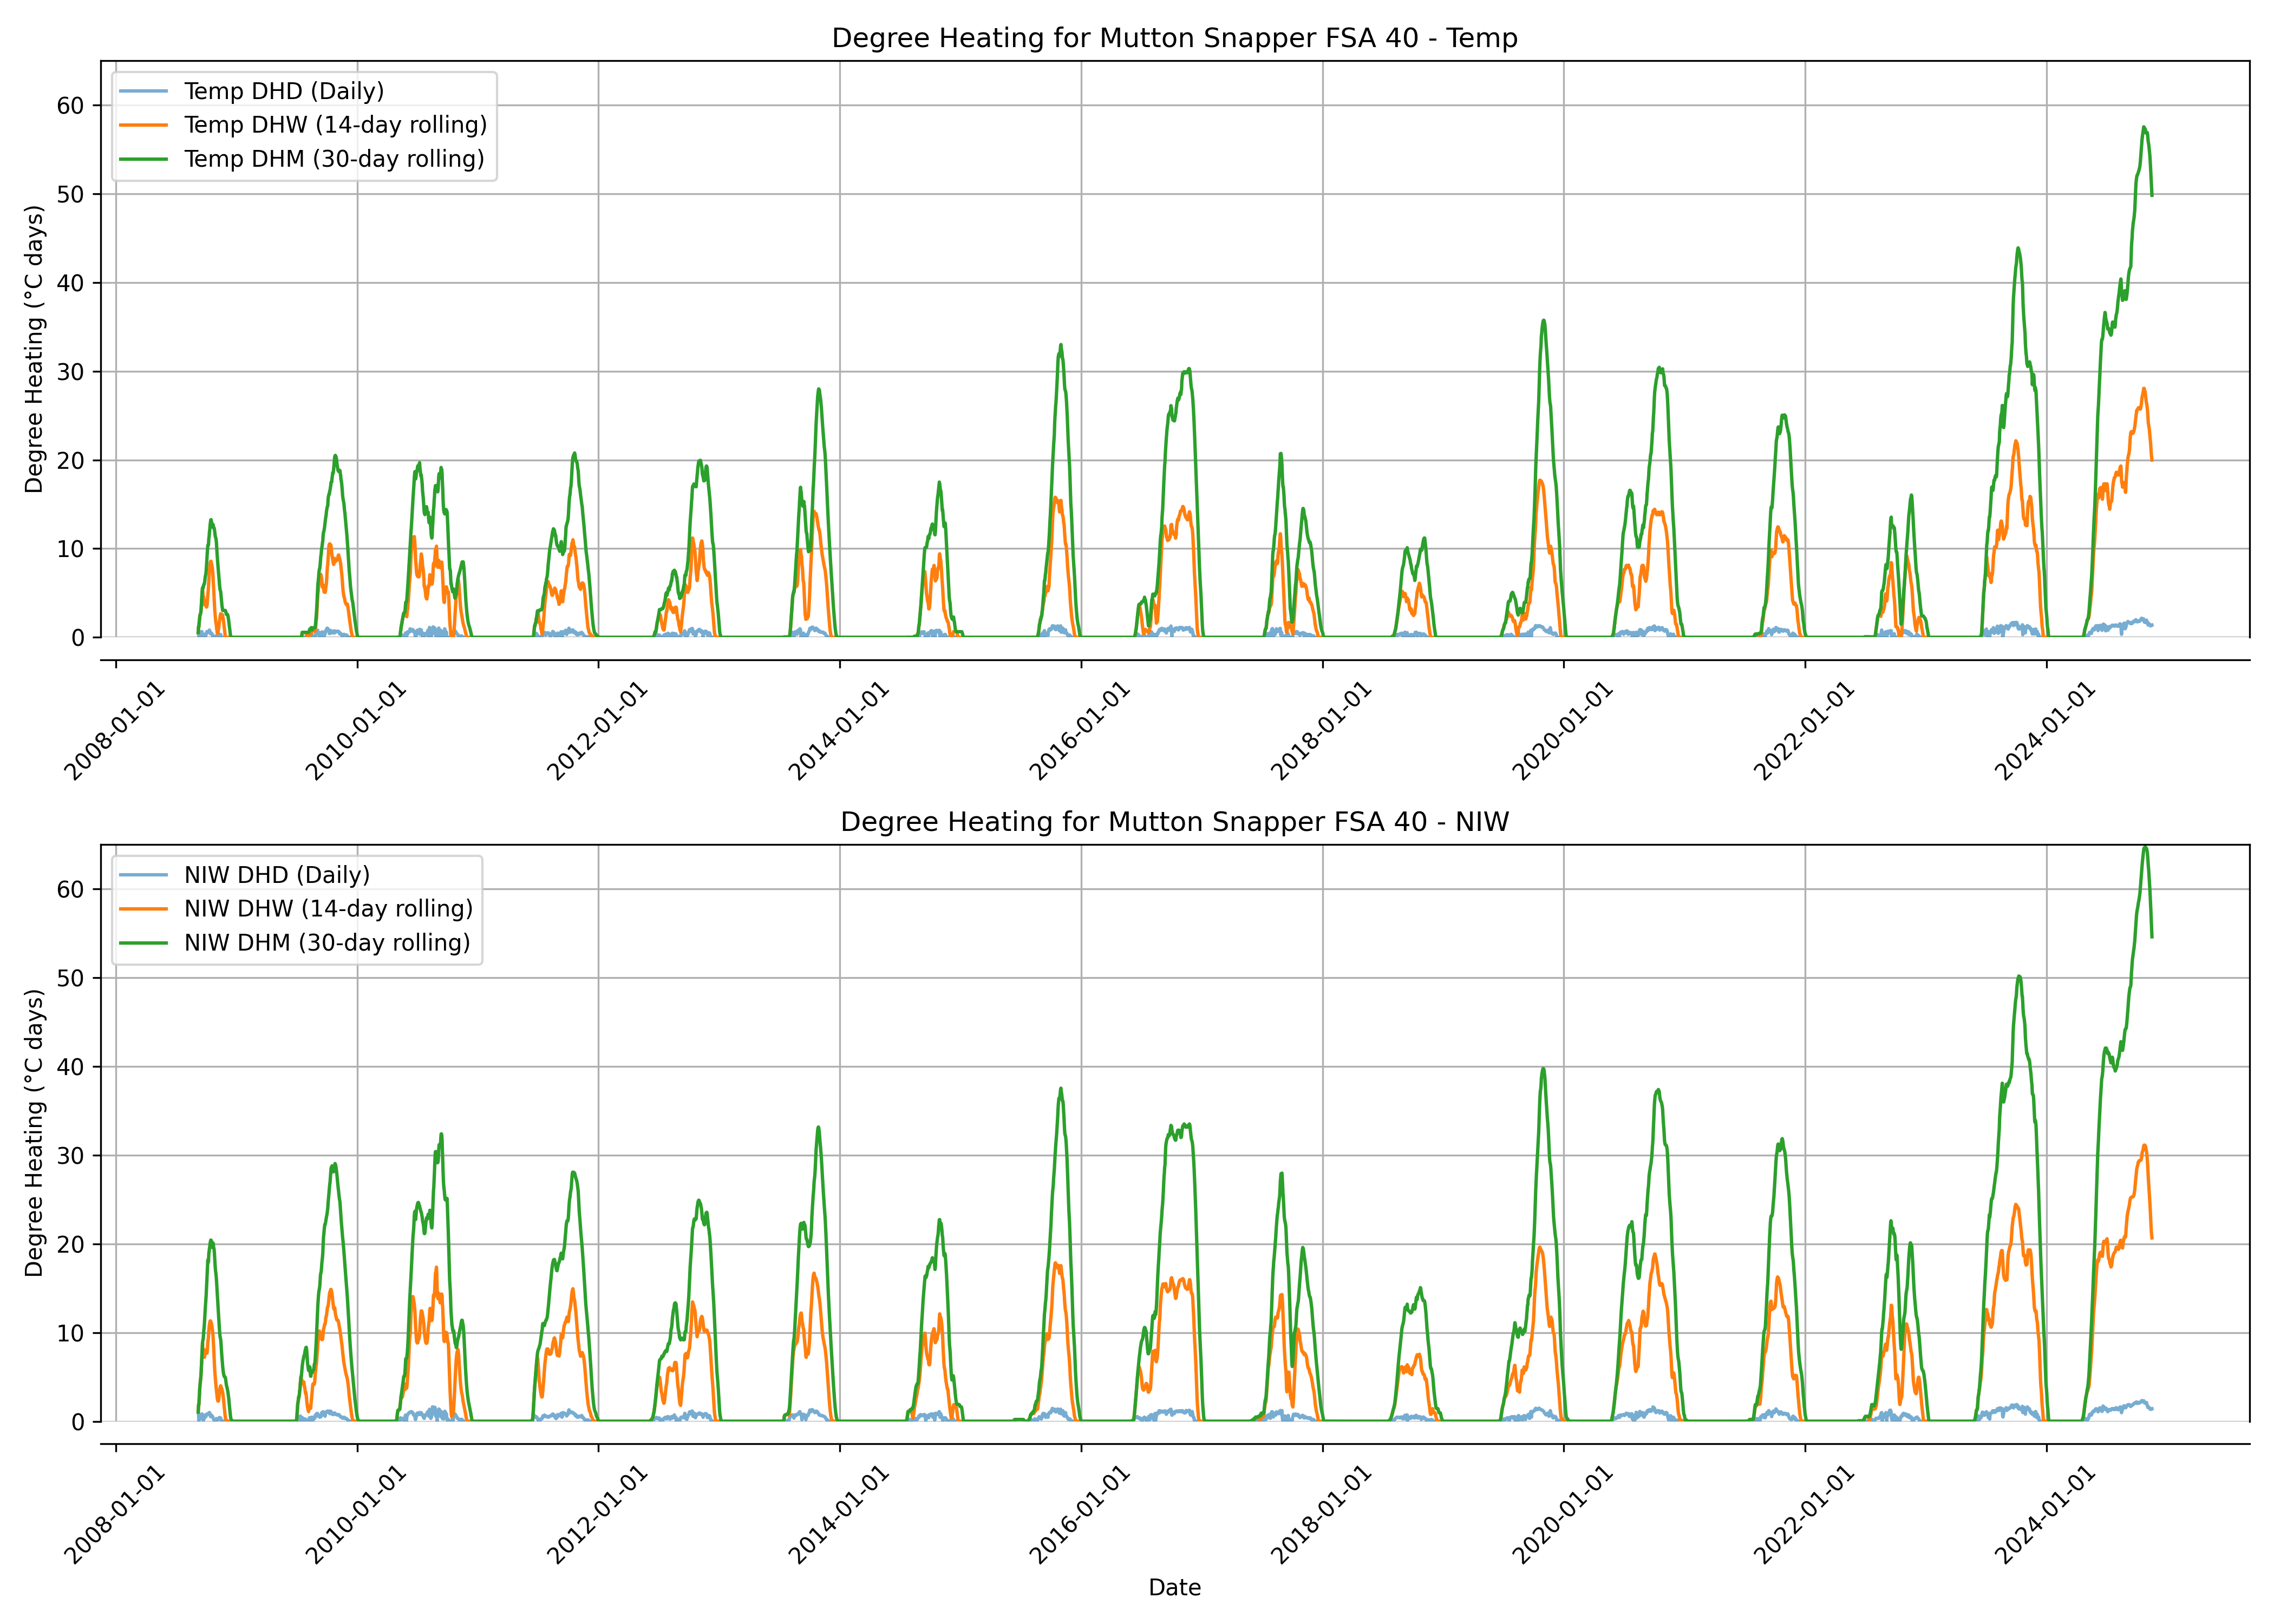 Degree Heating for Mutton Snapper FSA 40 - Temp
Temp DHD (Daily)
Temp DHW (14-day rolling)
Temp DHM (30-day rolling)
Degree Heating (°C days)
60
50
40
30
20
10
0
2008-01-01
2010-01-01
2012-01-01
2014-01-01
2016-01-01
2018-01-01
2020-01-01
2022-01-01
2024-01-01
Degree Heating for Mutton Snapper FSA 40 - NIW
NIW DHD (Daily)
NIW DHW (14-day rolling)
NIW DHM (30-day rolling)
Degree Heating (°C days)
60
50
40
30
20
10
0
2008-01-01
2010-01-01
2012-01-01
2014-01-01
2016-01-01
2018-01-01
2020-01-01
2022-01-01
2024-01-01
Date